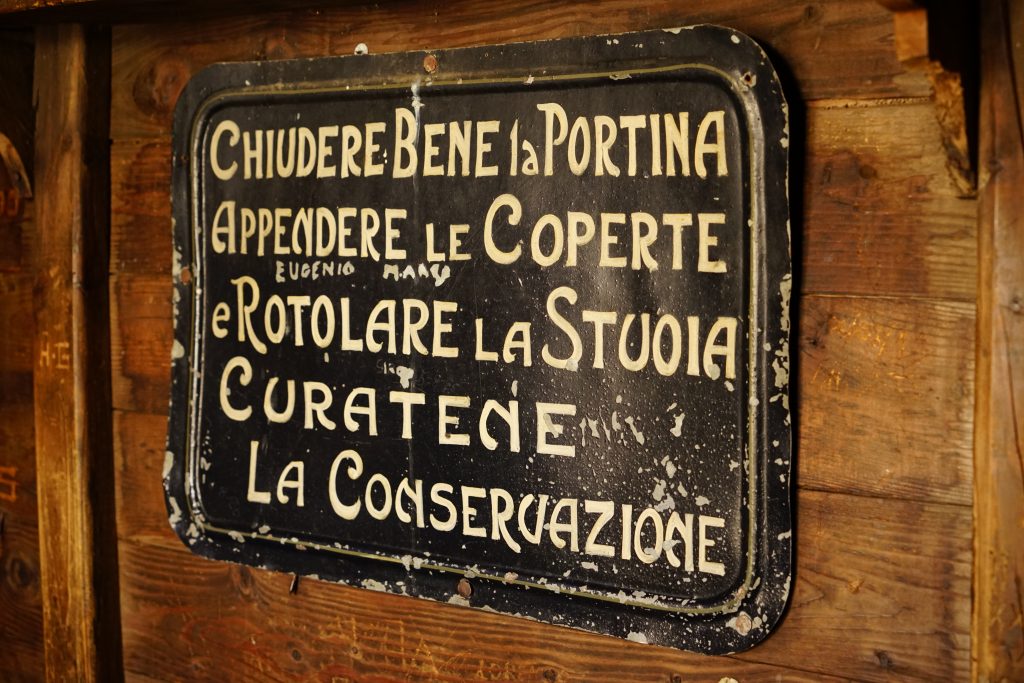 CHIUDERE BENE la PORTINA
APPENDERE LE COPERTE
EUGENIO
e ROTOLARE LA STUOIA
CURATENE
LA CONSERVAZIONE
H·E